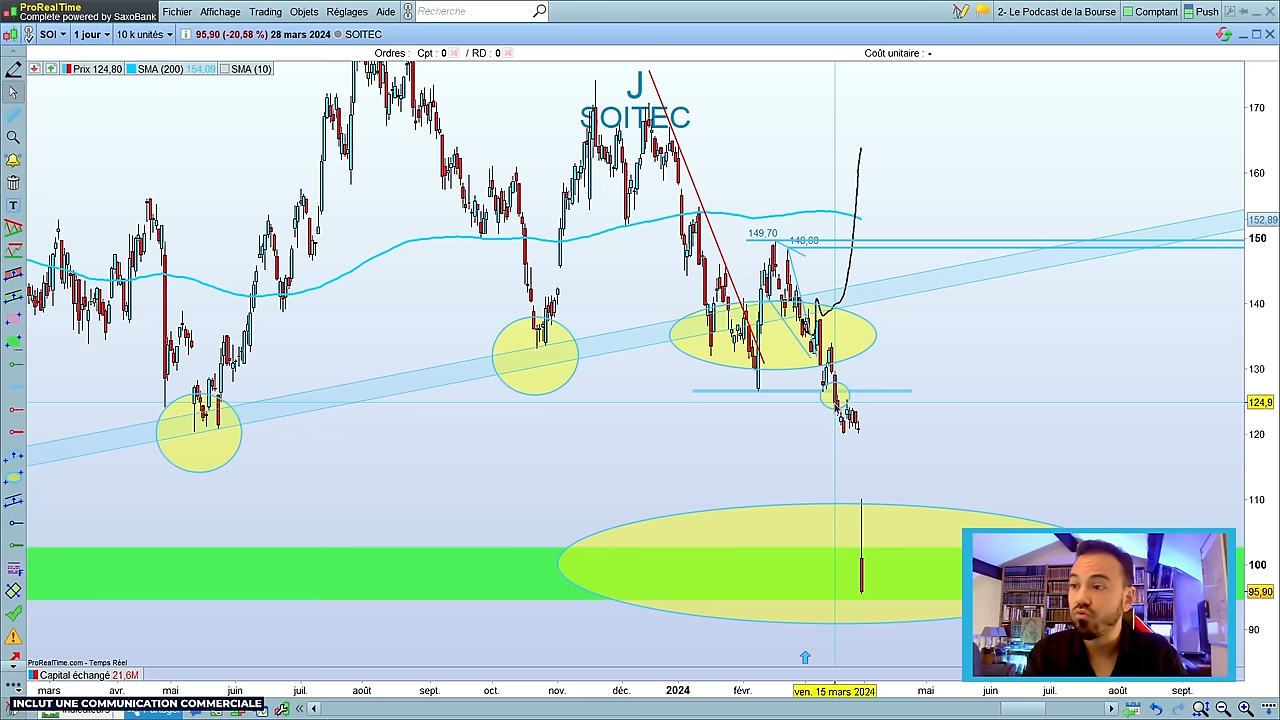 ProRealTime
Complete powered by SaxoBank
Fichier Affichage Trading Objets Réglages Aide Recherche 2- Le Podcast de la Bourse Comptant Push
SOI 1 jour 10 k unités 95,90 (-20,58 %) 28 mars 2024 SOITEC
Ordres : Cpt : 0 / RD : 0 Coût unitaire : -
Prix 124,80 SMA (200) 154,09 SMA (10)
J
SOITEC
170
160
152,89
149,70
148,80
150
140
130
124,9
120
110
100
95,90
90
ProRealTime.com - Temps Réel
Capital échangé 21,6M
mars avr. mai juin juil. août sept. oct. nov. déc. 2024 févr. ven. 15 mars 2024 mai juin juil. août sept.
INCLUT UNE COMMUNICATION COMMERCIALE